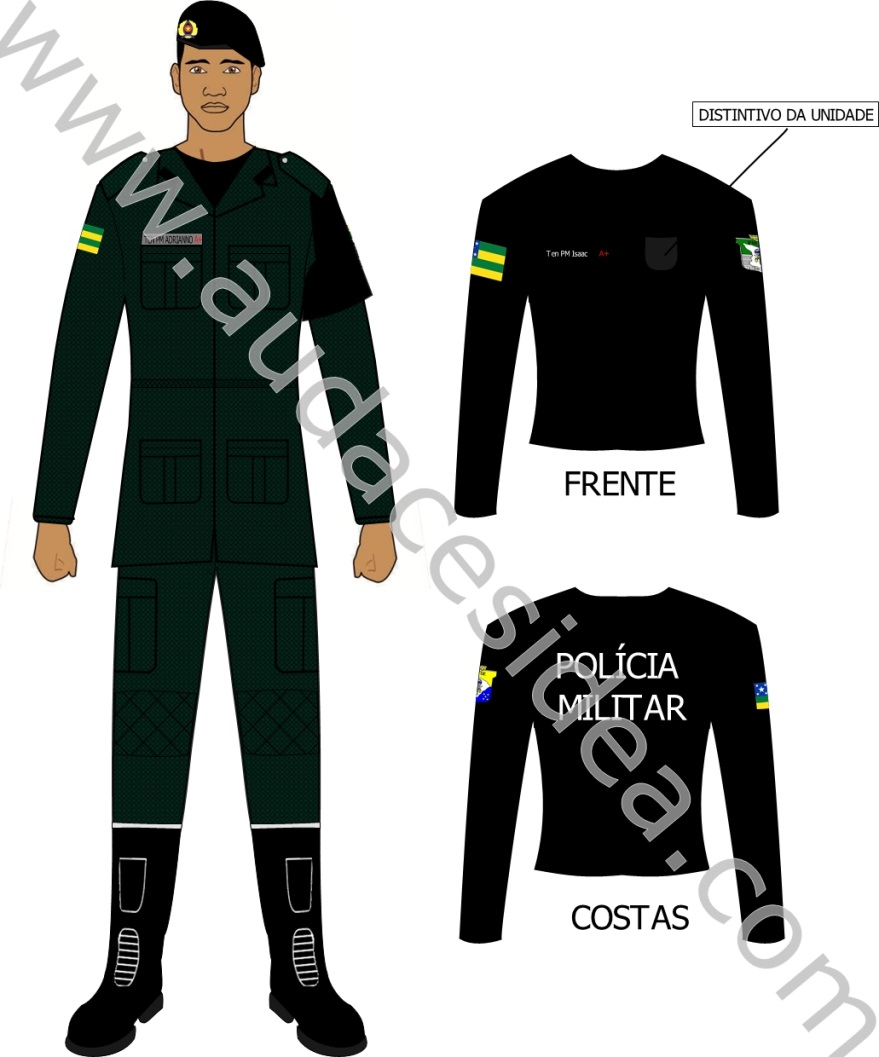 DISTINTIVO DA UNIDADE
Ten PM ADRIANNO A+
Ten PM Isaac A+
FRENTE
POLÍCIA
MILITAR
COSTAS
www.audacesidea.com